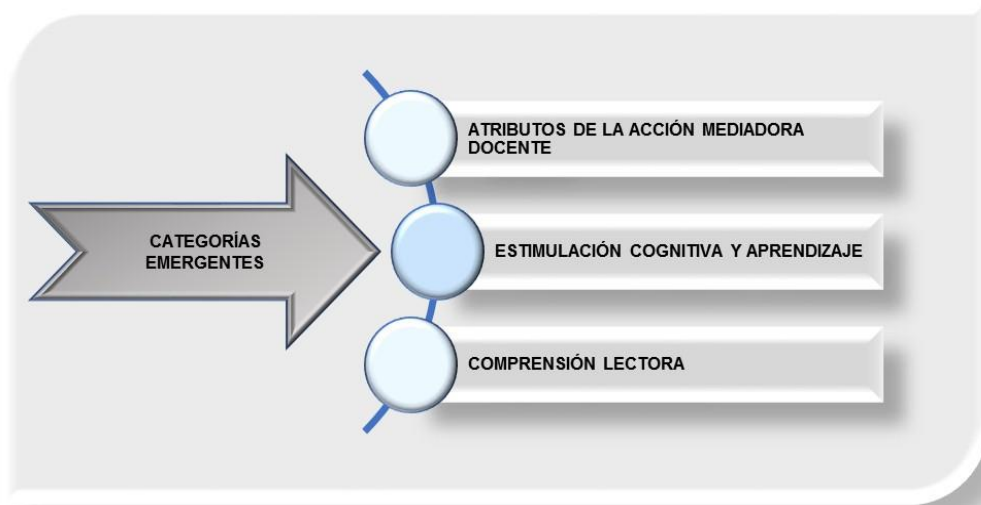 CATEGORÍAS
EMERGENTES
ATRIBUTOS DE LA ACCIÓN MEDIADORA
DOCENTE
ESTIMULACIÓN COGNITIVA Y APRENDIZAJE
COMPRENSIÓN LECTORA